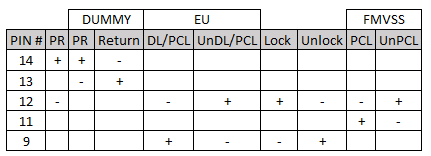 DUMMY EU FMVSS
PIN # PR PR Return DL/PCL UnDL/PCL Lock Unlock PCL UnPCL
14 + + -
13 - +
12 - - + + - - +
11 + -
9 + - - +